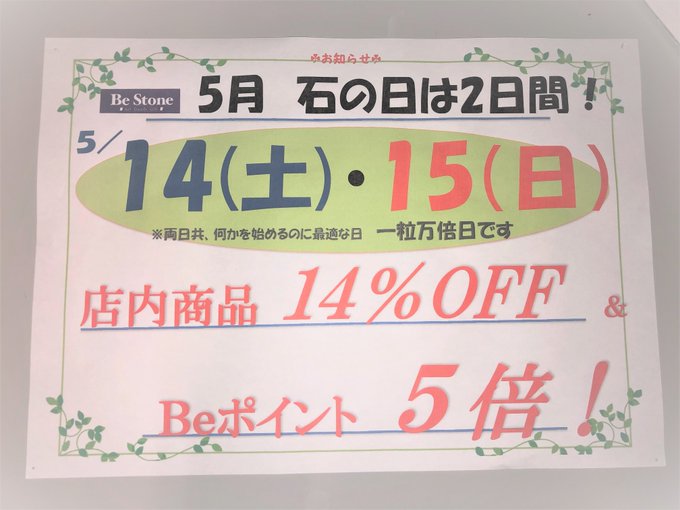 ☘お知らせ☘
Be Stone 5月 石の日は2日間!
5/14(土)・15(日)
※両日共、何かを始めるのに最適な日 一粒万倍日です
店内商品 14%OFF &
Beポイント 5倍!